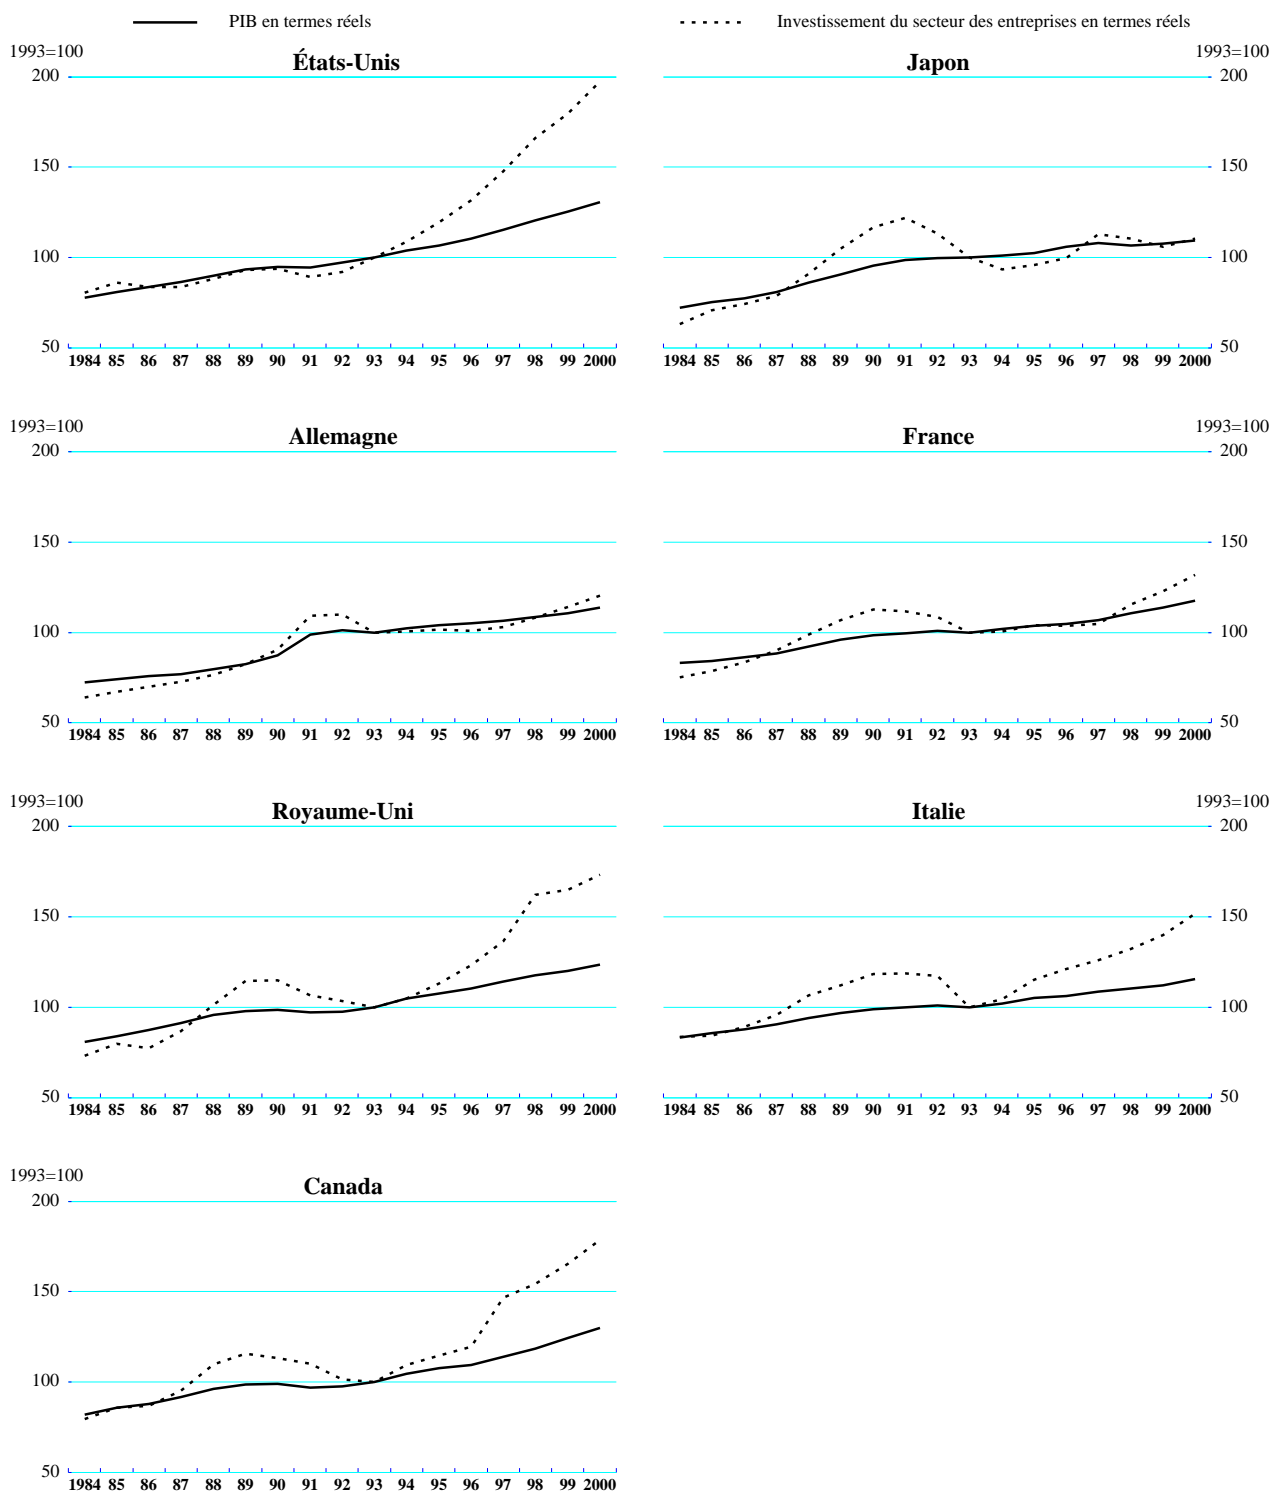 PIB en termes réels Investissement du secteur des entreprises en termes réels
1993=100 1993=100
États-Unis Japon
200 200
150 150
100 100
50 50
1984 85 86 87 88 89 90 91 92 93 94 95 96 97 98 99 2000 1984 85 86 87 88 89 90 91 92 93 94 95 96 97 98 99 2000
1993=100 1993=100
Allemagne France
200 200
150 150
100 100
50 50
1984 85 86 87 88 89 90 91 92 93 94 95 96 97 98 99 2000 1984 85 86 87 88 89 90 91 92 93 94 95 96 97 98 99 2000
1993=100 1993=100
Royaume-Uni Italie
200 200
150 150
100 100
50 50
1984 85 86 87 88 89 90 91 92 93 94 95 96 97 98 99 2000 1984 85 86 87 88 89 90 91 92 93 94 95 96 97 98 99 2000
1993=100
Canada
200
150
100
50
1984 85 86 87 88 89 90 91 92 93 94 95 96 97 98 99 2000